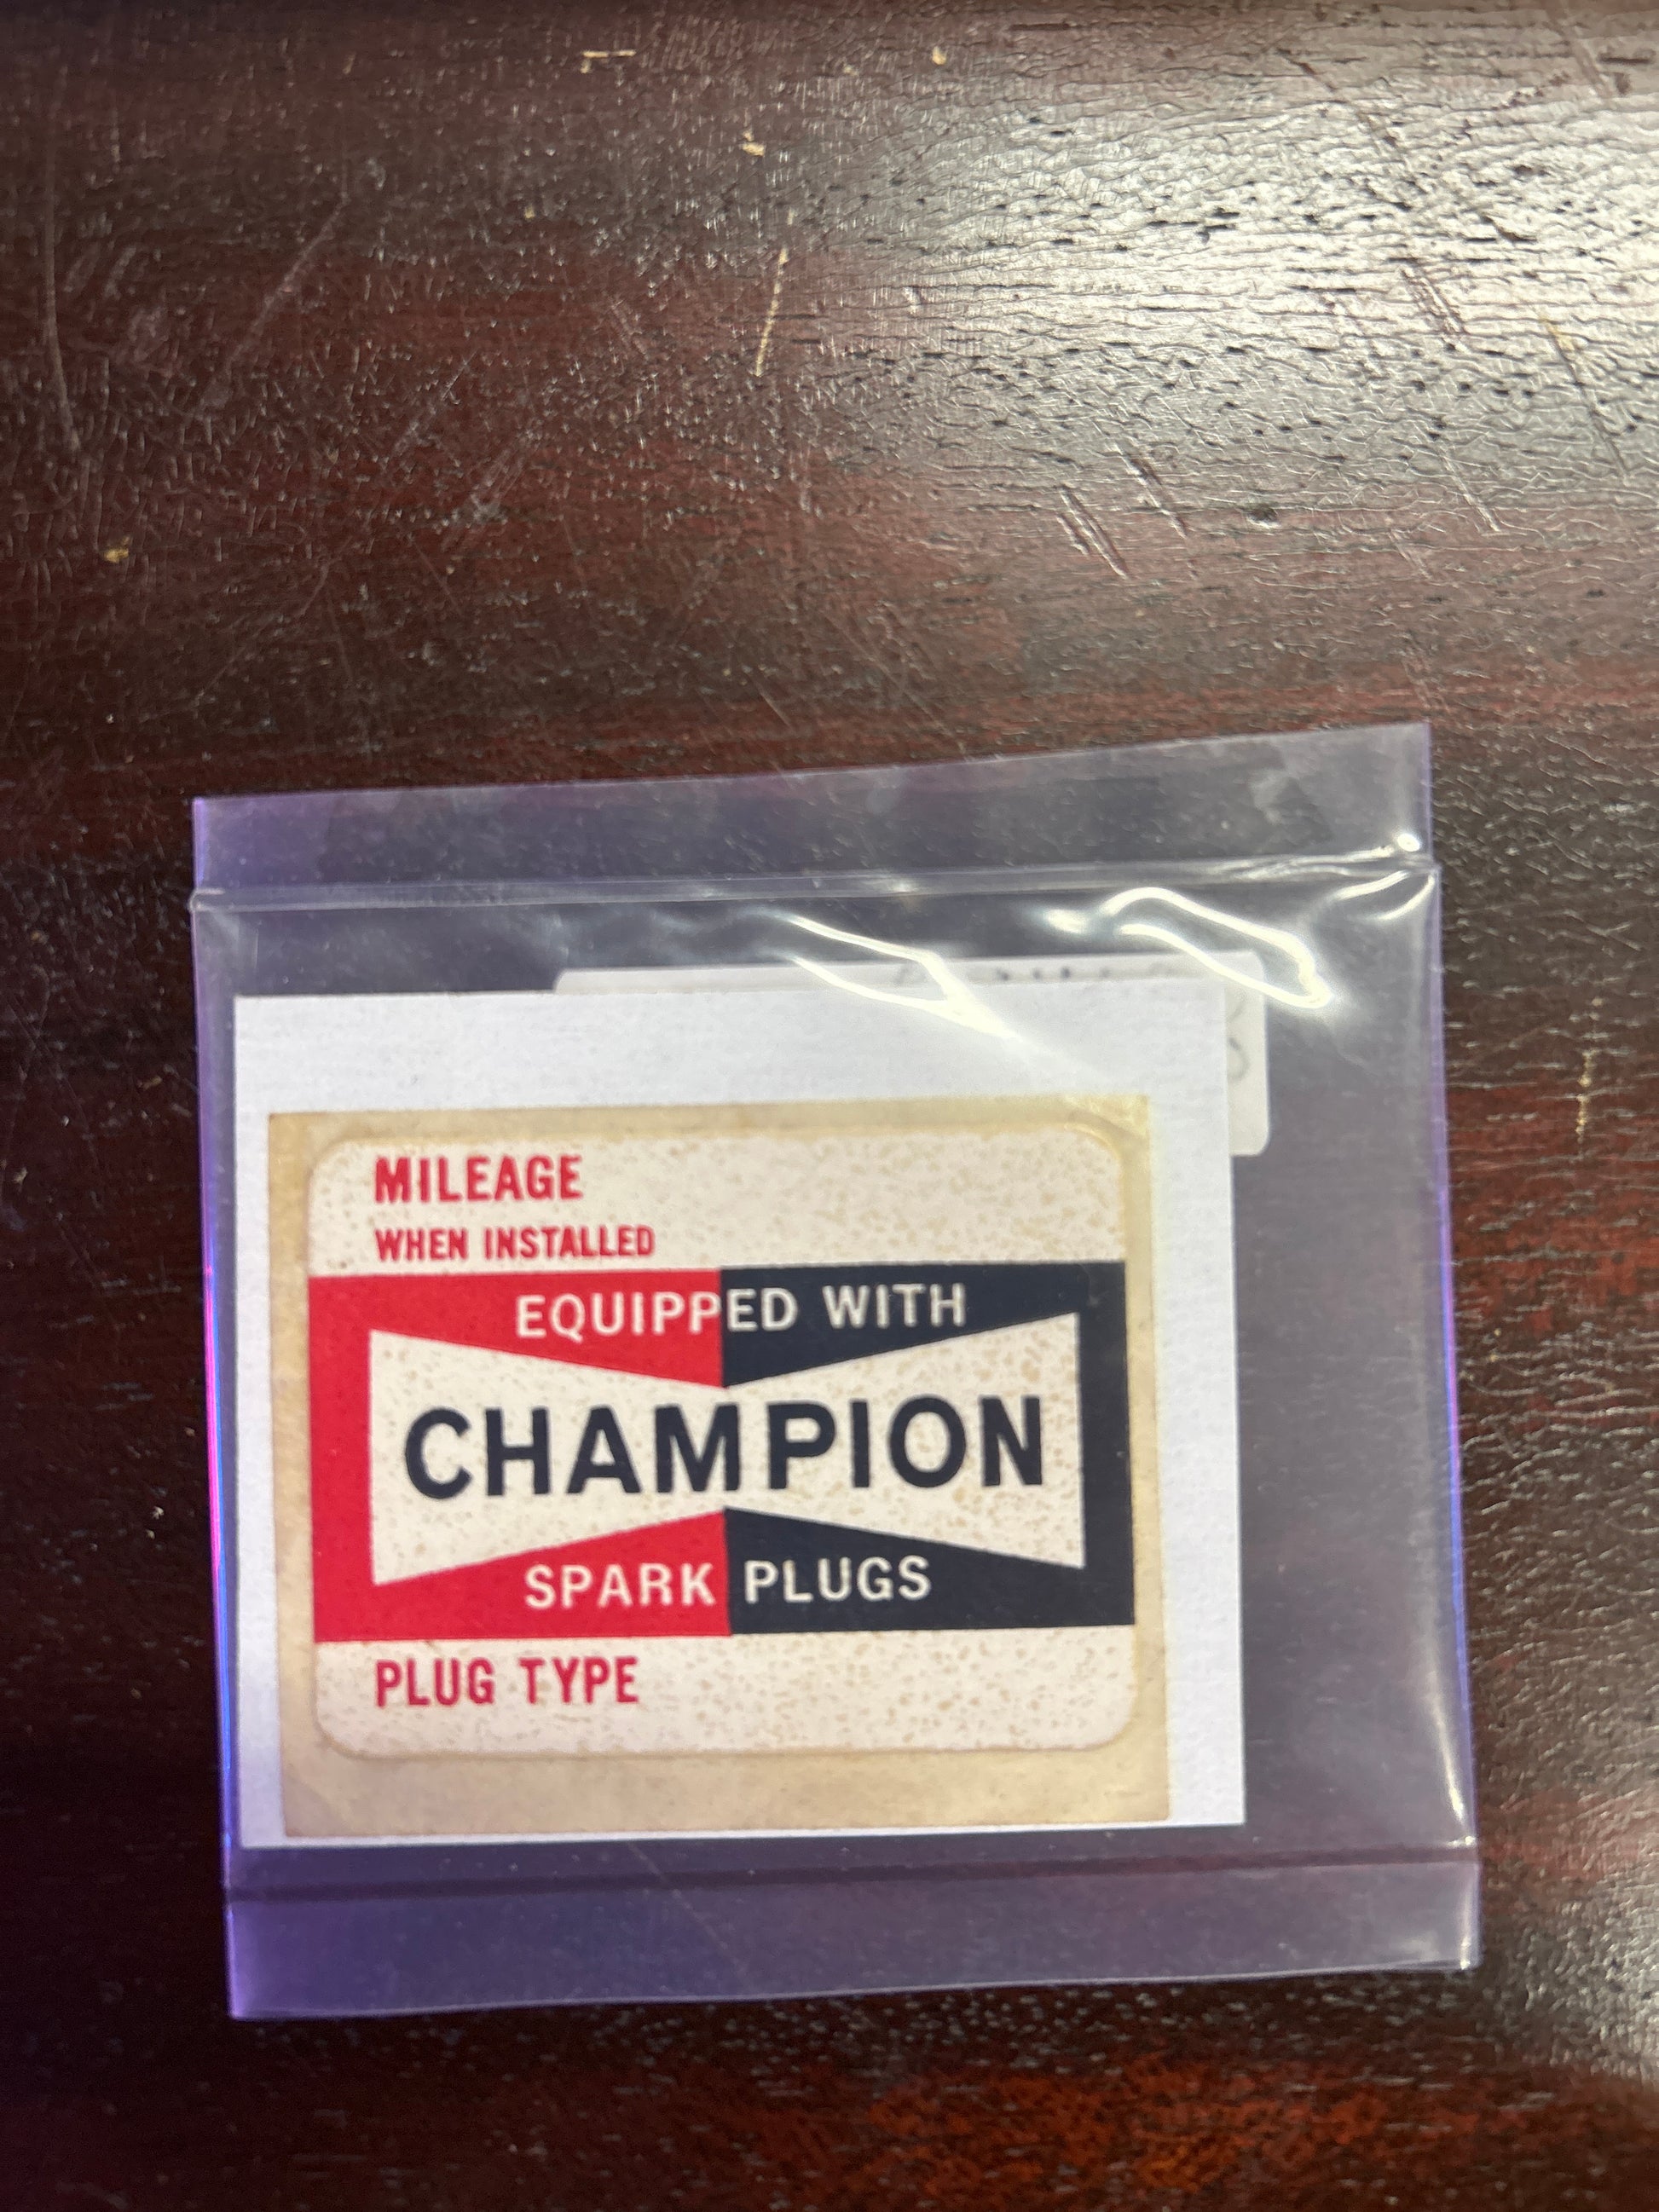 MILEAGE
WHEN INSTALLED
EQUIPPED WITH
CHAMPION
SPARK PLUGS
PLUG TYPE